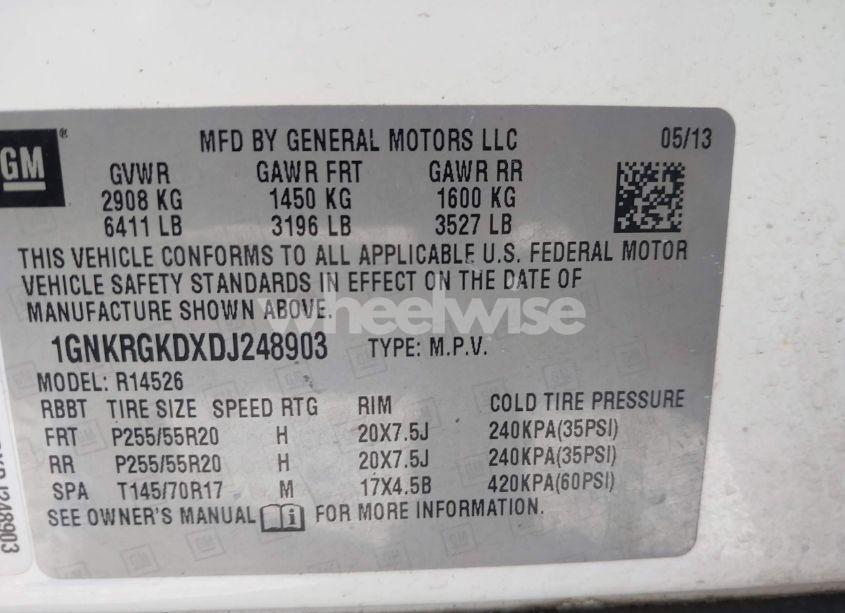 GM®
MFD BY GENERAL MOTORS LLC 05/13
GVWR GAWR FRT GAWR RR
2908 KG 1450 KG 1600 KG
6411 LB 3196 LB 3527 LB
THIS VEHICLE CONFORMS TO ALL APPLICABLE U.S. FEDERAL MOTOR
VEHICLE SAFETY STANDARDS IN EFFECT ON THE DATE OF
MANUFACTURE SHOWN ABOVE.
wheelwise
1GNKRGKDXDJ248903 TYPE: M.P.V.
MODEL: R14526
RBBT TIRE SIZE SPEED RTG RIM COLD TIRE PRESSURE
FRT P255/55R20 H 20X7.5J 240KPA(35PSI)
RR P255/55R20 H 20X7.5J 240KPA(35PSI)
SPA T145/70R17 M 17X4.5B 420KPA(60PSI)
SEE OWNER'S MANUAL FOR MORE INFORMATION.
J248903